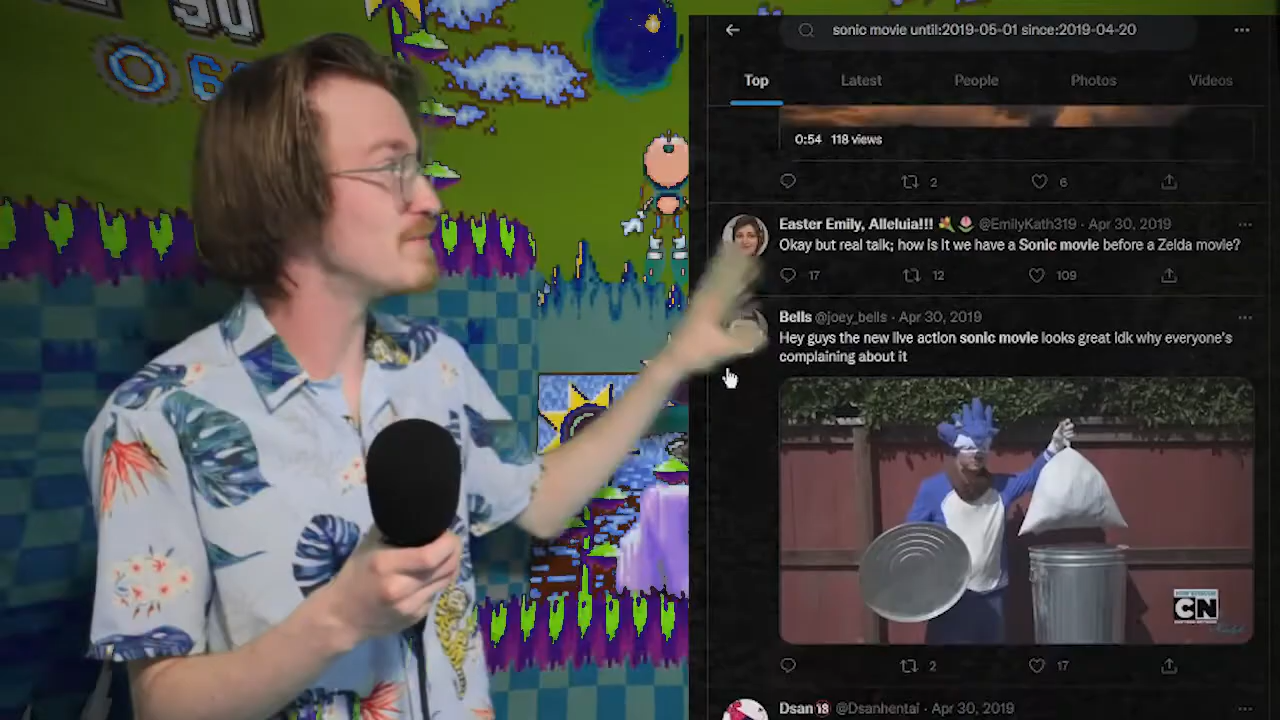 90
6
sonic movie until:2019-05-01 since:2019-04-20
Top
Latest
People
Photos
Videos
0:54 118 views
2
6
Easter Emily, Alleluia!!! @EmilyKath319 · Apr 30, 2019
Okay but real talk; how is it we have a Sonic movie before a Zelda movie?
17
12
109
Bells @joey_bells · Apr 30, 2019
Hey guys the new live action sonic movie looks great idk why everyone's
complaining about it
CN
2
17
Dsan @Dsanhentai · Apr 30, 2019